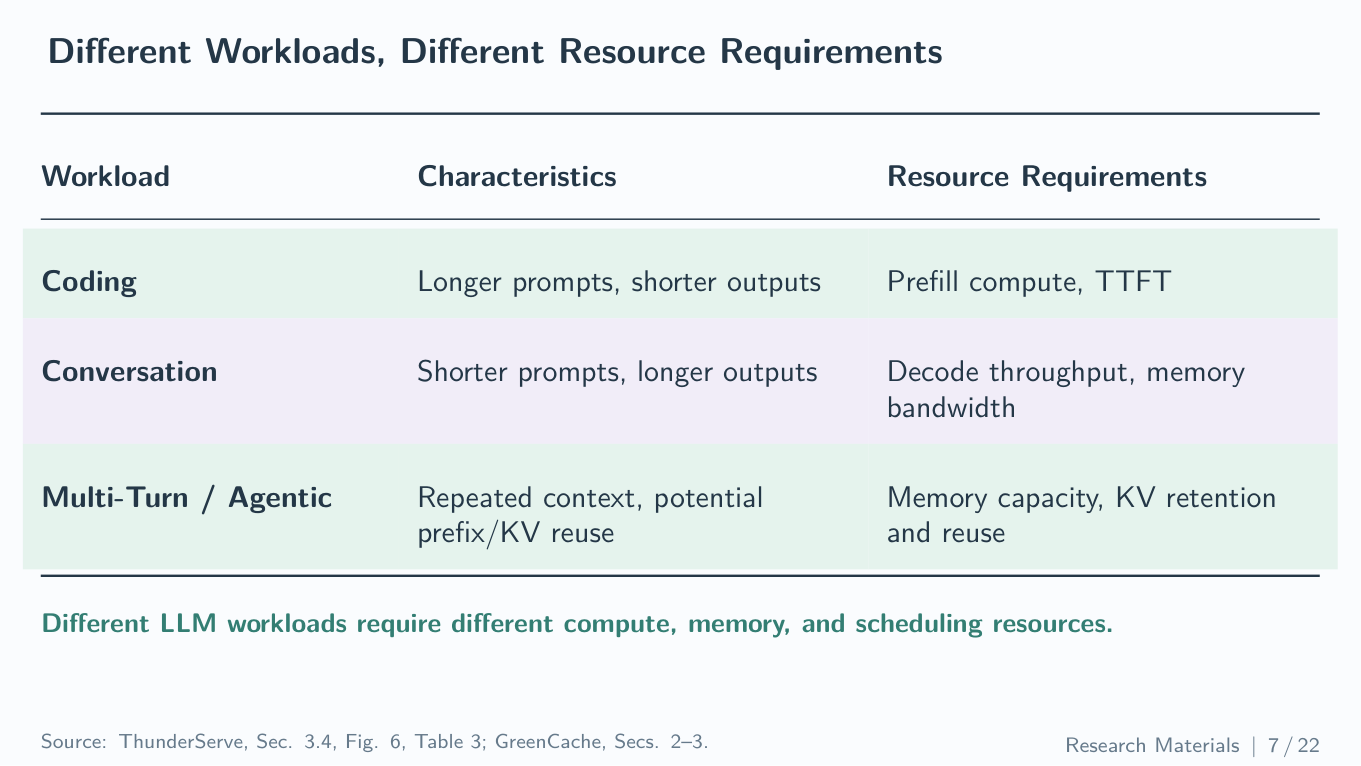 Different Workloads, Different Resource Requirements
Workload
Characteristics
Resource Requirements
Coding
Longer prompts, shorter outputs
Prefill compute, TTFT
Conversation
Shorter prompts, longer outputs
Decode throughput, memory
bandwidth
Multi-Turn / Agentic
Repeated context, potential
prefix/KV reuse
Memory capacity, KV retention
and reuse
Different LLM workloads require different compute, memory, and scheduling resources.
Source: ThunderServe, Sec. 3.4, Fig. 6, Table 3; GreenCache, Secs. 2–3.
Research Materials | 7 / 22